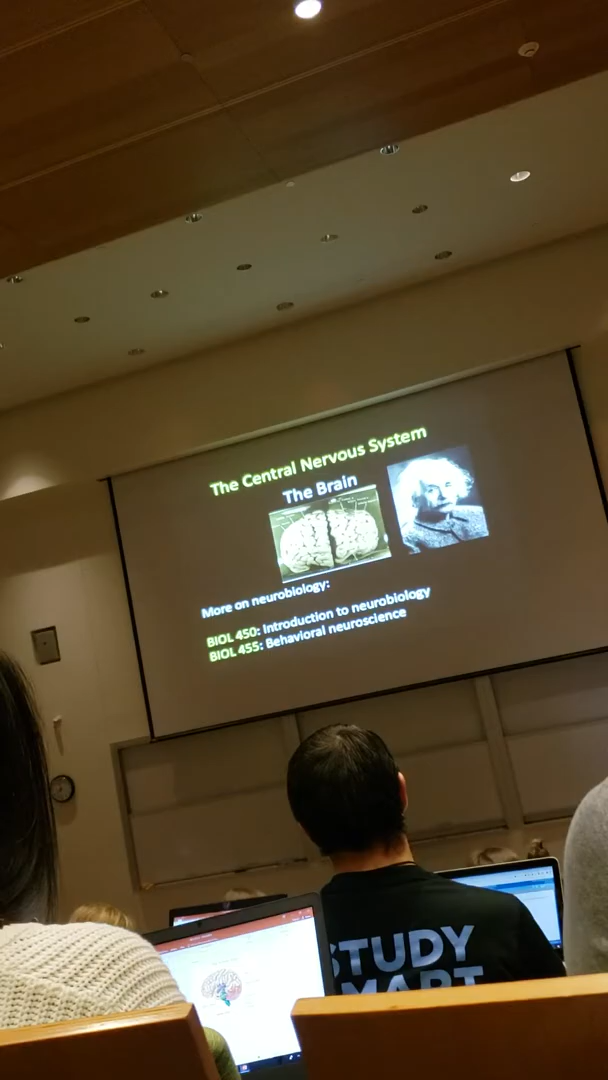 The Central Nervous System
The Brain
More on neurobiology:
BIOL 450: Introduction to neurobiology
BIOL 455: Behavioral neuroscience
STUDY
MART